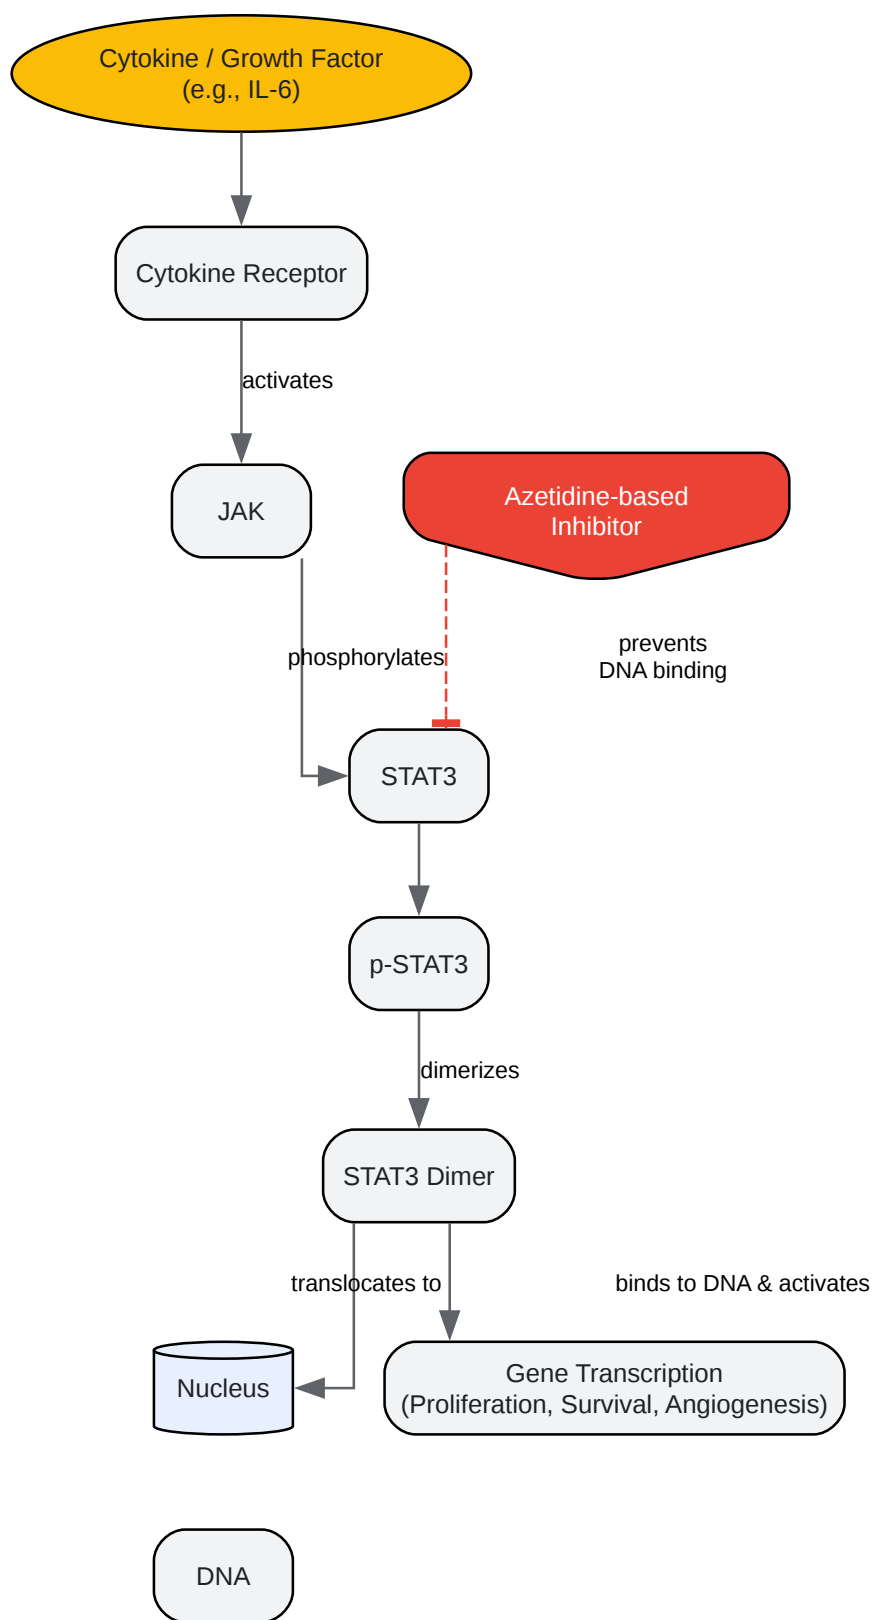 Cytokine / Growth Factor
(e.g., IL-6)
Cytokine Receptor
activates
JAK
Azetidine-based
Inhibitor
phosphorylates
prevents
DNA binding
STAT3
p-STAT3
dimerizes
STAT3 Dimer
translocates to
binds to DNA & activates
Nucleus
Gene Transcription
(Proliferation, Survival, Angiogenesis)
DNA